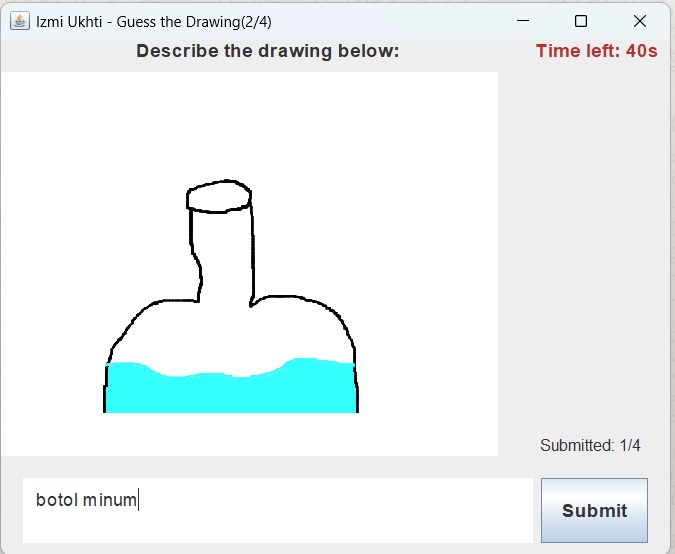 Izmi Ukhti - Guess the Drawing(2/4)
Describe the drawing below:
Time left: 40s
Submitted: 1/4
botol minum
Submit